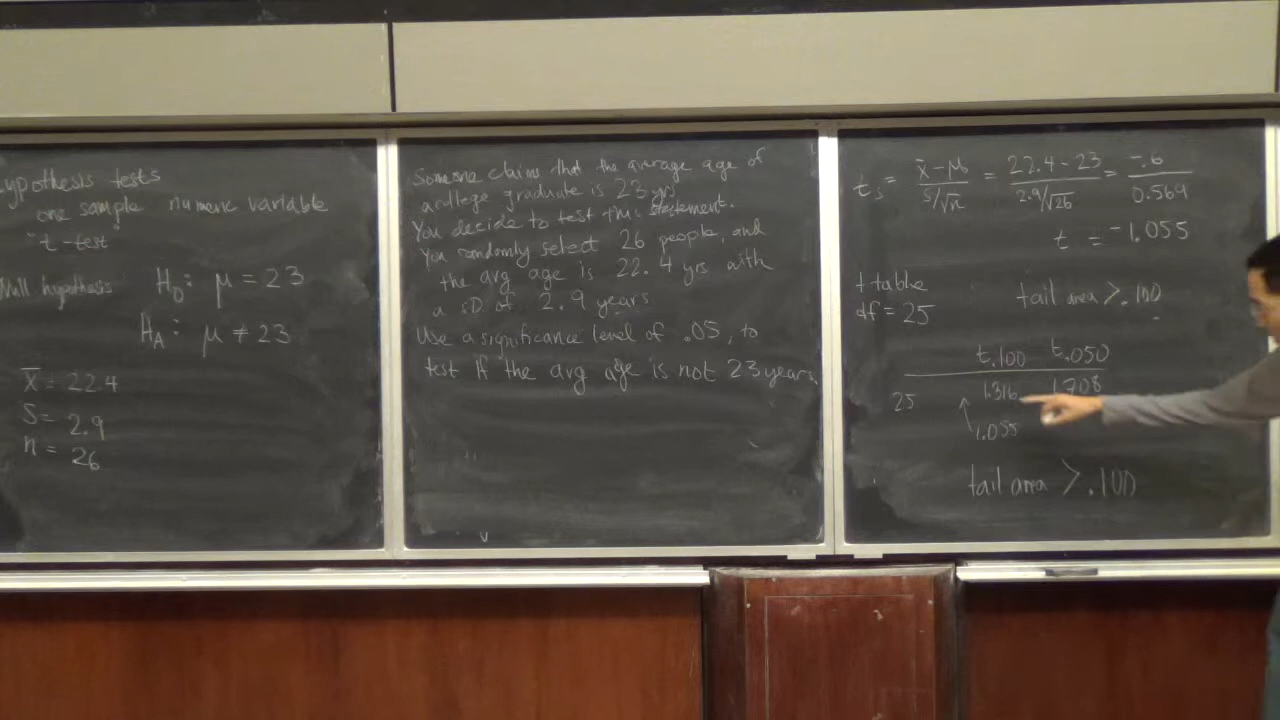 ypothesis tests
one sample numeric variable
"t-test"
Null hypothesis H₀: μ = 23
H_A: μ ≠ 23
x̄ = 22.4
S = 2.9
n = 26
Someone claims that the average age of
a college graduate is 23 yrs.
You decide to test this statement.
You randomly select 26 people, and
the avg age is 22.4 yrs with
a SD of 2.9 years
Use a significance level of .05, to
test if the avg age is not 23 years.
t_s = (x̄ - μ₀)/(s/√n) = (22.4 - 23)/(2.9/√26) = -.6/0.569
t = -1.055
t table
df = 25
tail area > .100
t.100 t.050
25 1.316 1.708
1.055
tail area > .100